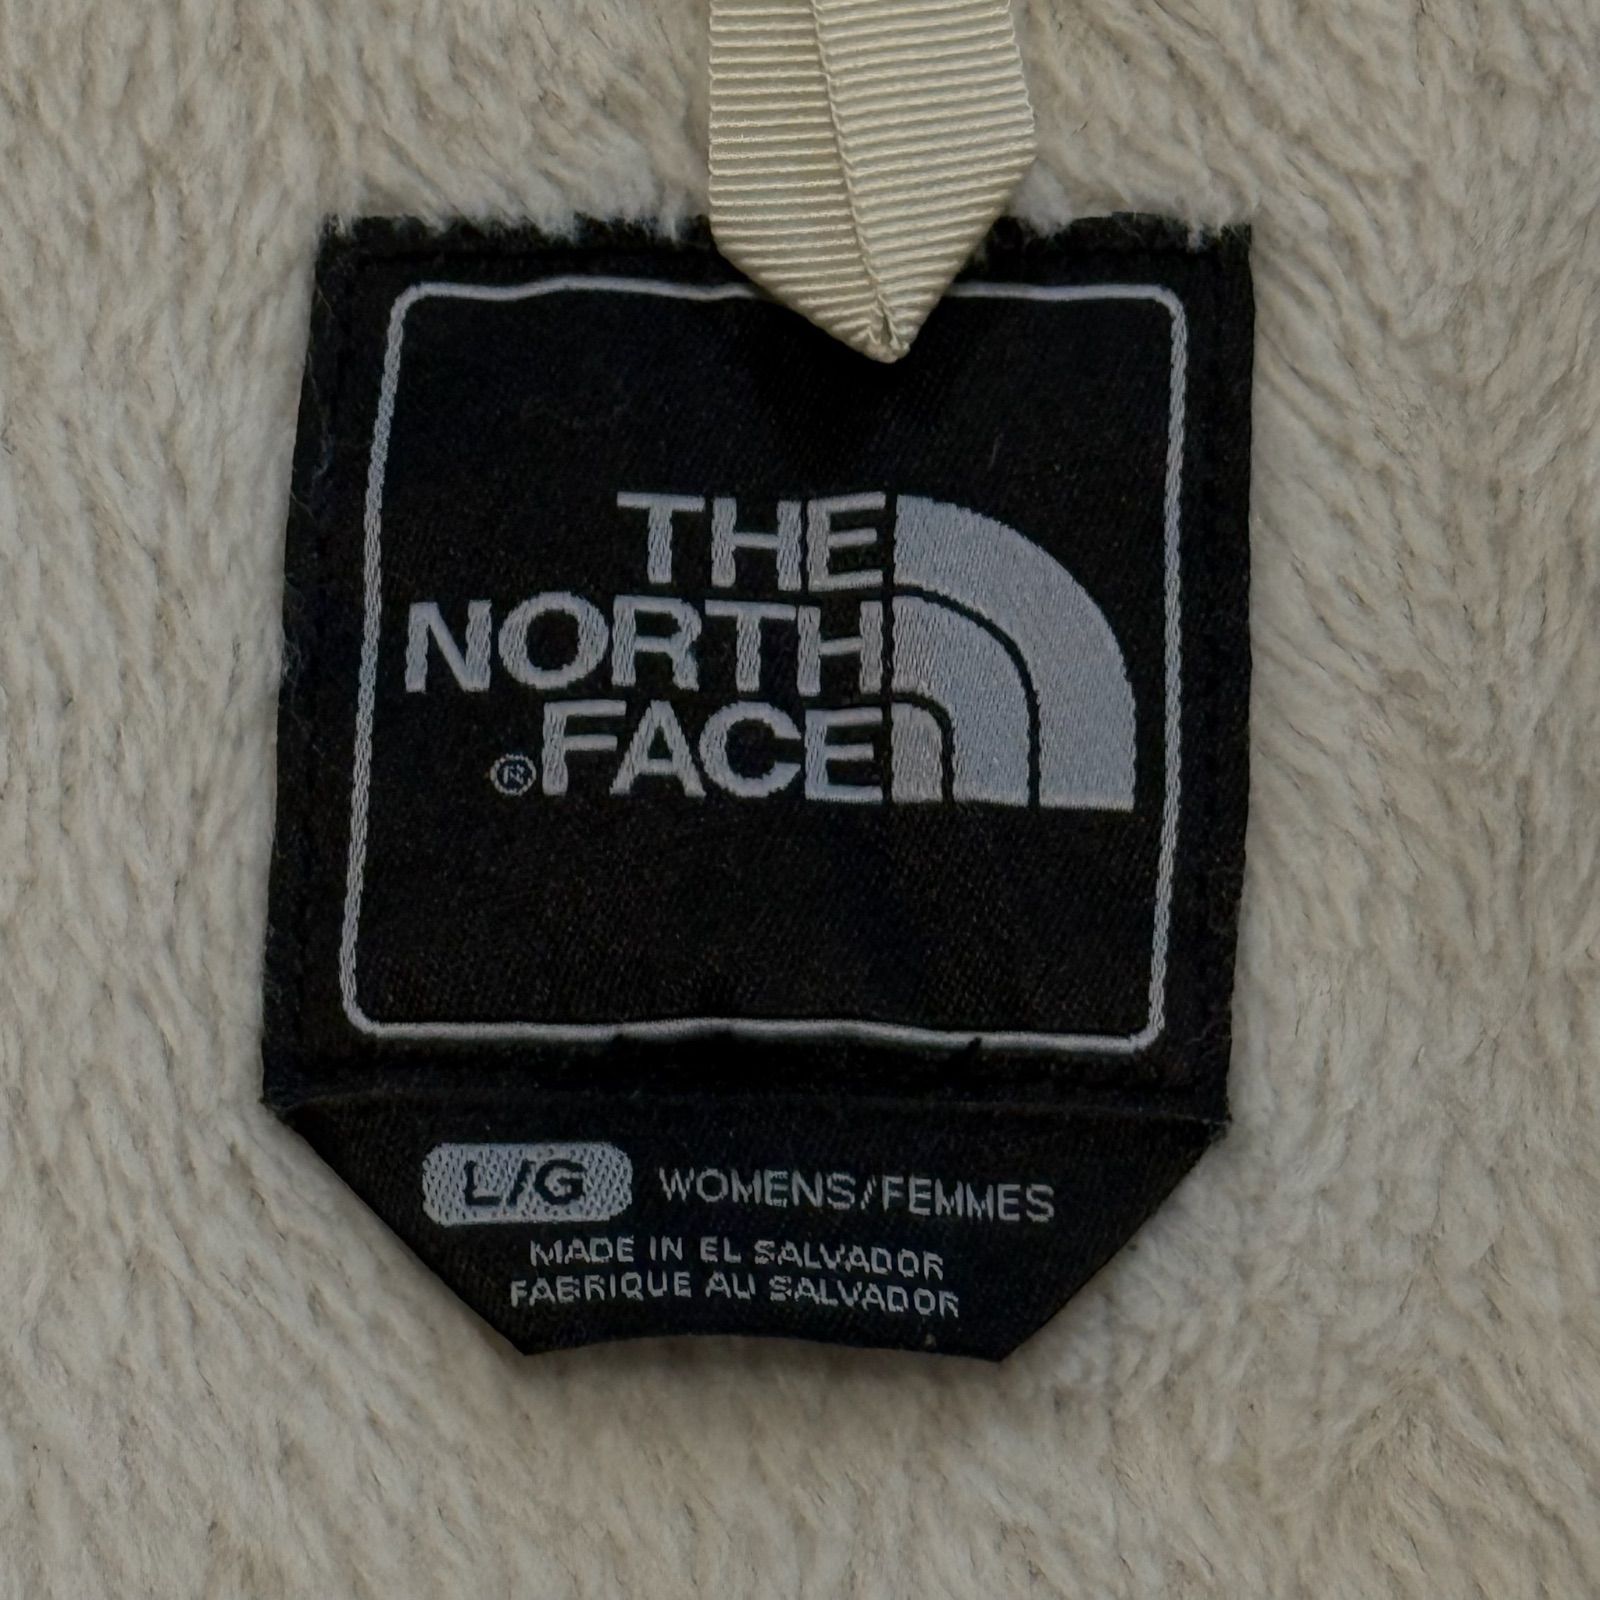 THE
NORTH
FACE®
L/G WOMENS/FEMMES
MADE IN EL SALVADOR
FABRIQUE AU SALVADOR